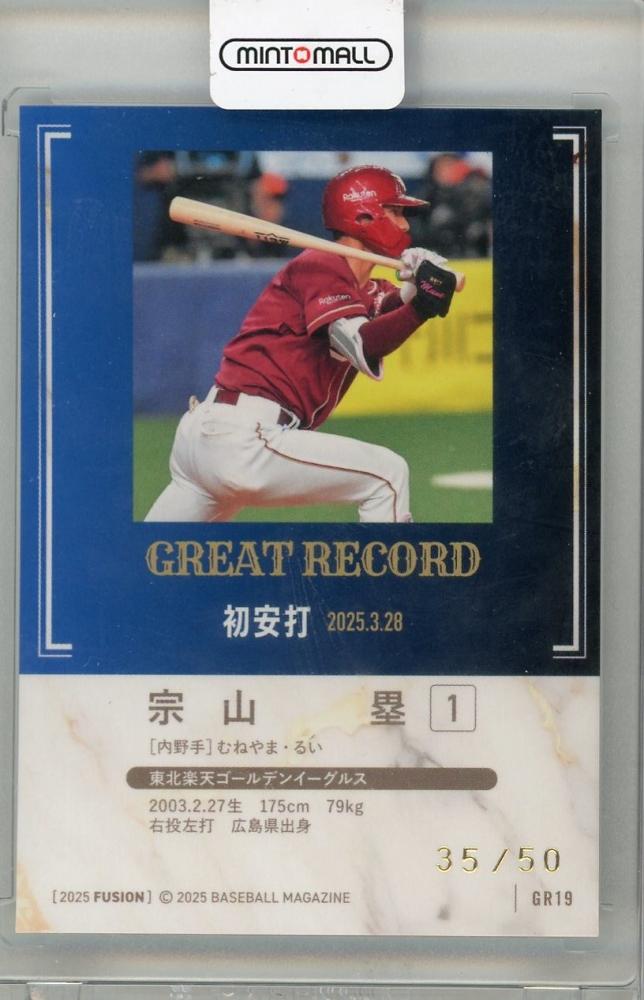 MINTMALL
Rakuten
Rakuten
GREAT RECORD
初安打 2025.3.28
宗山 塁 1
[内野手]むねやま・るい
東北楽天ゴールデンイーグルス
2003.2.27生 175cm 79kg
右投左打 広島県出身
35/50
[2025 FUSION] © 2025 BASEBALL MAGAZINE
GR19